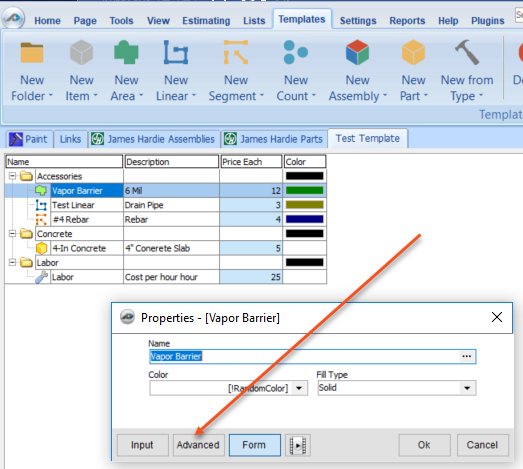 Home Page Tools View Estimating Lists Templates Settings Reports Help Plugins
New Folder New Item New Area New Linear New Segment New Count New Assembly New Part New from Type
Templa
Paint Links James Hardie Assemblies James Hardie Parts Test Template
Name Description Price Each Color
Accessories
Vapor Barrier 6 Mil 12
Test Linear Drain Pipe 3
#4 Rebar Rebar 4
Concrete
4-In Concrete 4" Conerete Slab 5
Labor
Labor Cost per hour hour 25
Properties - [Vapor Barrier]
Name
Vapor Barrier ...
Color Fill Type
[!RandomColor] Solid
Input Advanced Form Ok Cancel